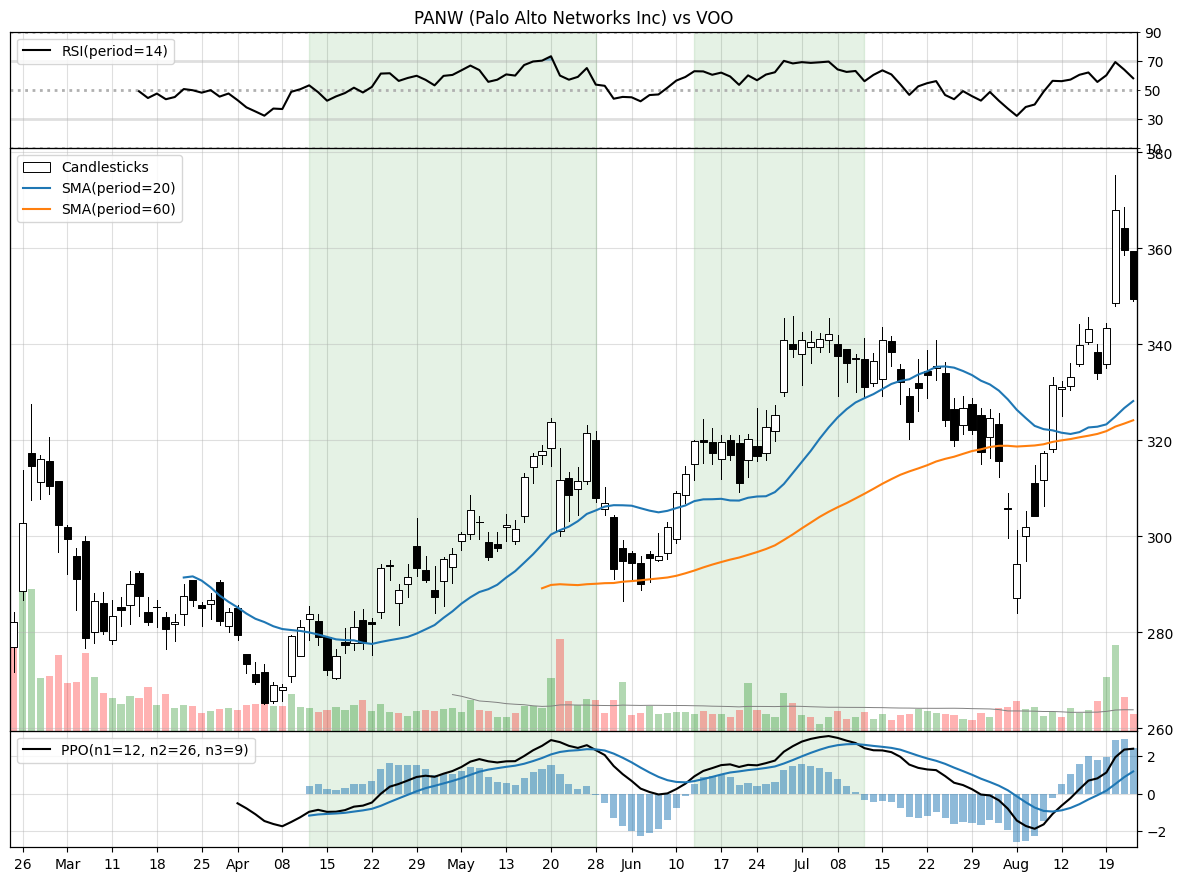 PANW (Palo Alto Networks Inc) vs VOO
RSI(period=14)
90
70
50
30
10
Candlesticks
SMA(period=20)
SMA(period=60)
380
360
340
320
300
280
260
PPO(n1=12, n2=26, n3=9)
2
0
−2
26 Mar 11 18 25 Apr 08 15 22 29 May 13 20 28 Jun 10 17 24 Jul 08 15 22 29 Aug 12 19